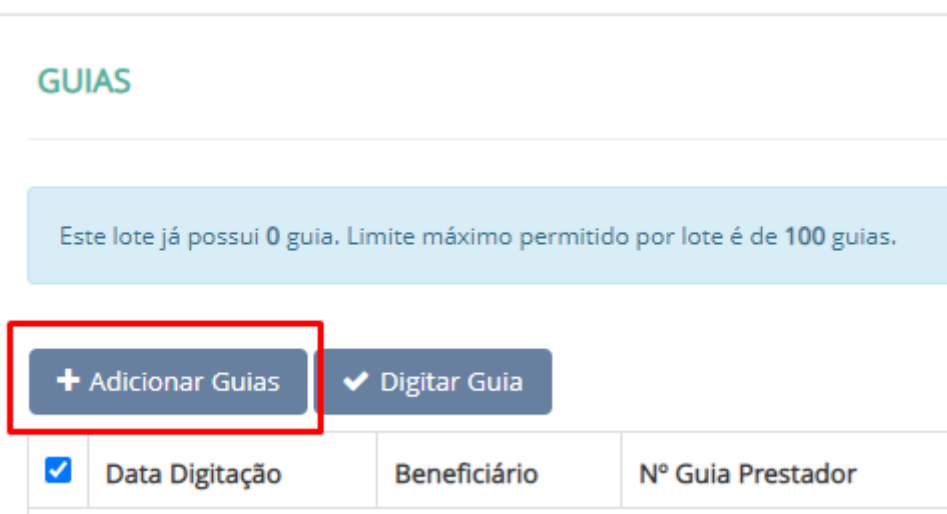 GUIAS
Este lote já possui 0 guia. Limite máximo permitido por lote é de 100 guias.
Adicionar Guias Digitar Guia
Data Digitação Beneficiário Nº Guia Prestador